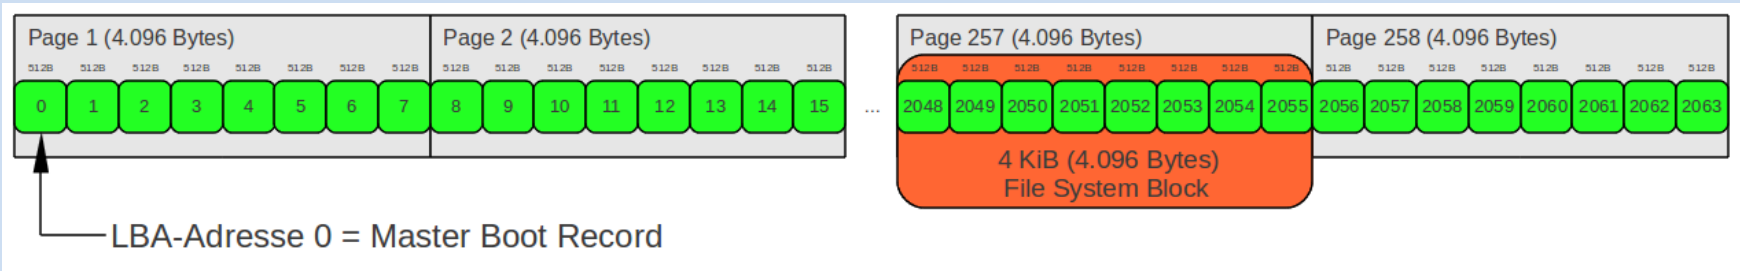 Page 1 (4.096 Bytes) Page 2 (4.096 Bytes) Page 257 (4.096 Bytes) Page 258 (4.096 Bytes)
512B 512B 512B 512B 512B 512B 512B 512B 512B 512B 512B 512B 512B 512B 512B 512B 512B 512B 512B 512B 512B 512B 512B 512B 512B 512B 512B 512B 512B 512B 512B 512B
0 1 2 3 4 5 6 7 8 9 10 11 12 13 14 15 ... 2048 2049 2050 2051 2052 2053 2054 2055 2056 2057 2058 2059 2060 2061 2062 2063
4 KiB (4.096 Bytes)
File System Block
LBA-Adresse 0 = Master Boot Record